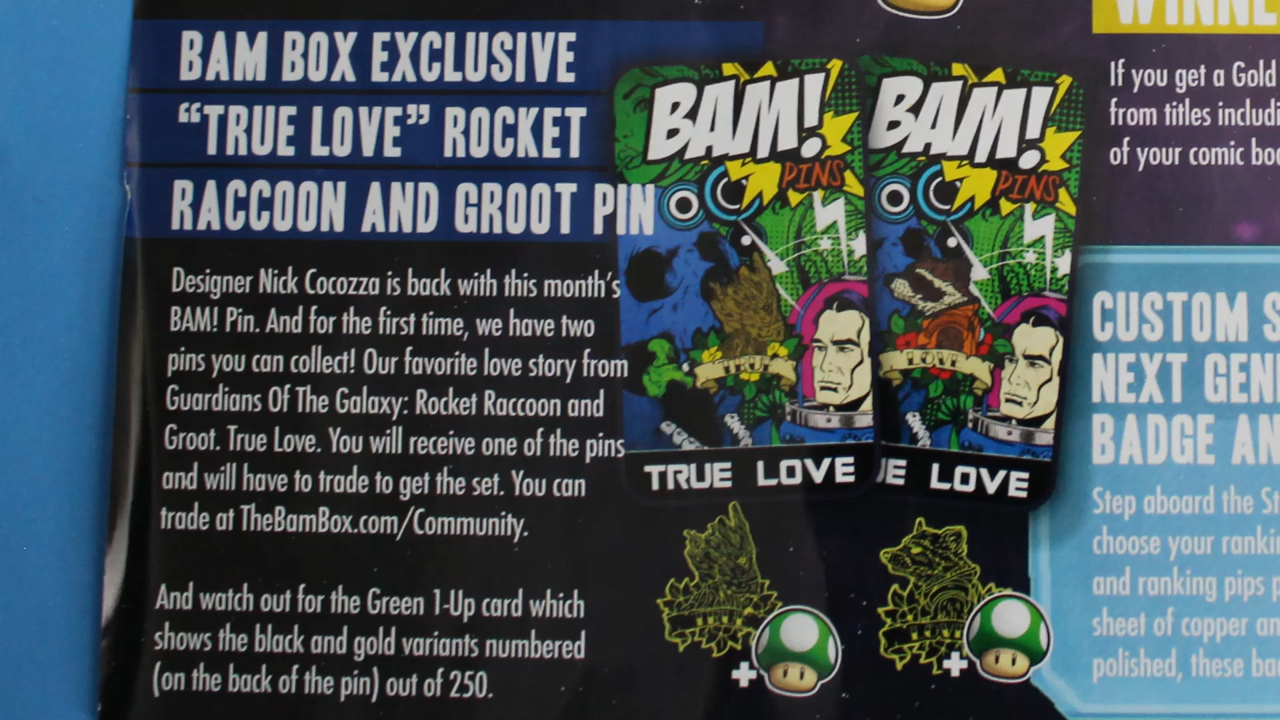 BAM BOX EXCLUSIVE
“TRUE LOVE” ROCKET
RACCOON AND GROOT PIN
Designer Nick Cocozza is back with this month's
BAM! Pin. And for the first time, we have two
pins you can collect! Our favorite love story from
Guardians Of The Galaxy: Rocket Raccoon and
Groot. True Love. You will receive one of the pins
and will have to trade to get the set. You can
trade at TheBamBox.com/Community.
And watch out for the Green 1-Up card which
shows the black and gold variants numbered
(on the back of the pin) out of 250.
BAM!
PINS
TRUE
TRUE LOVE
BAM!
PINS
LOVE
UE LOVE
TRUE
LOVE
WINNE
If you get a Gold
from titles includi
of your comic boo
CUSTOM S
NEXT GEN
BADGE AN
Step aboard the St
choose your rankin
and ranking pips p
sheet of copper an
polished, these ba